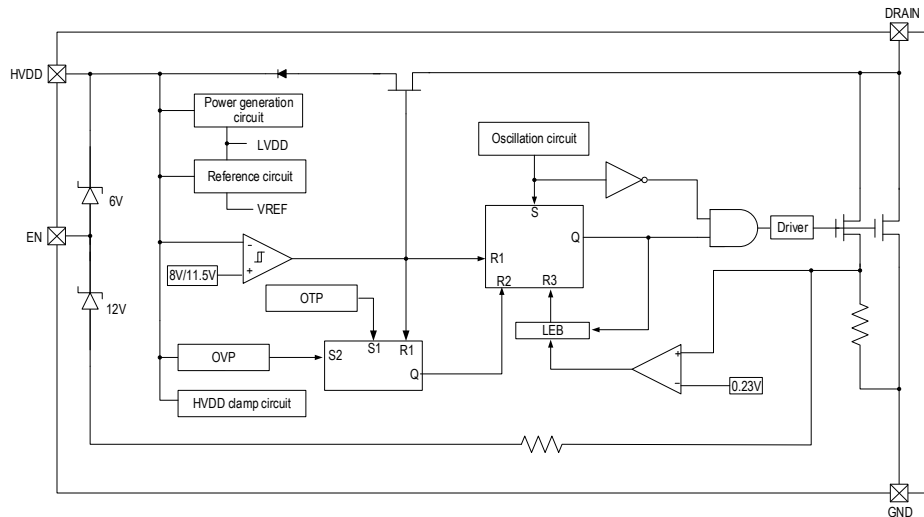 DRAIN
HVDD
Power generation
circuit
LVDD
Oscillation circuit
Reference circuit
6V
VREF
S
EN
Q
Driver
-
8V/11.5V
+
R1
R2
R3
12V
OTP
LEB
S1
R1
OVP
S2
Q
+
-
0.23V
HVDD clamp circuit
GND